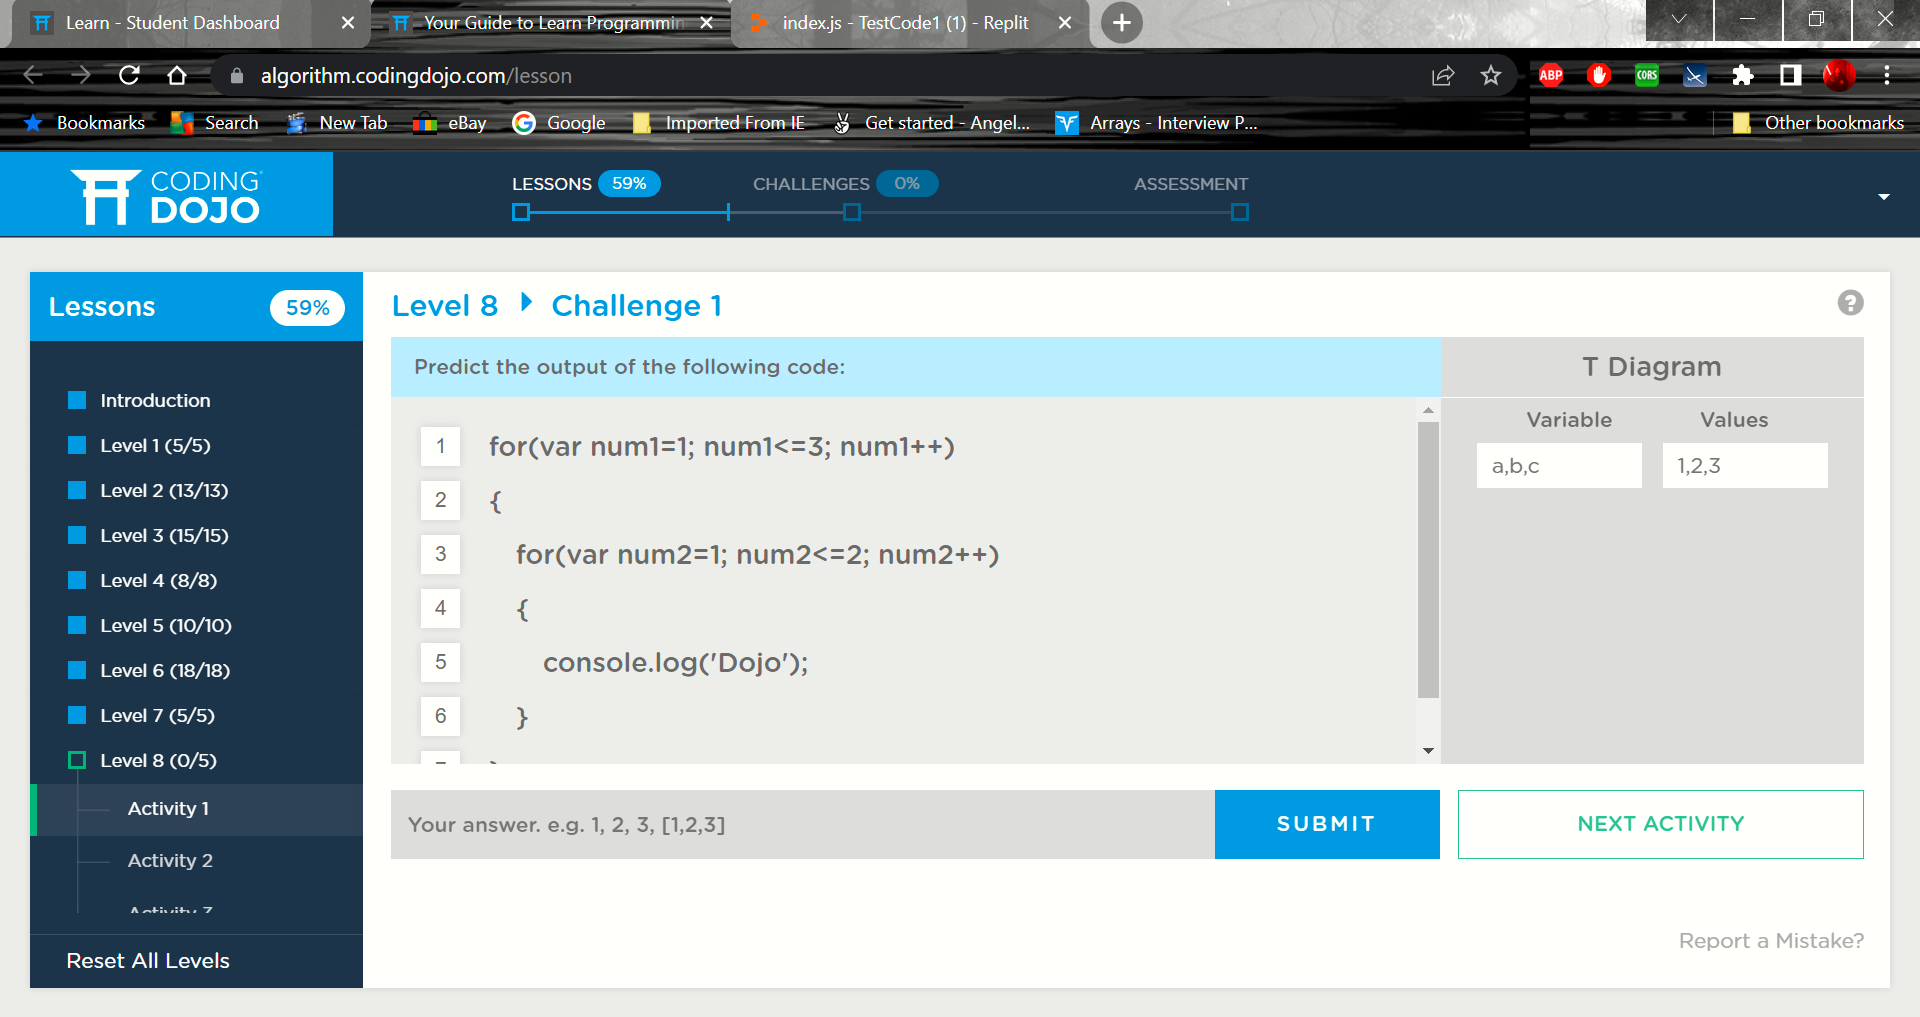 Learn - Student Dashboard
Your Guide to Learn Programmin
index.js - TestCode1 (1) - Replit
algorithm.codingdojo.com/lesson
ABP
CORS
Bookmarks
Search
New Tab
eBay
Google
Imported From IE
Get started - Angel...
Arrays - Interview P...
Other bookmarks
CODING
DOJO
LESSONS 59%
CHALLENGES 0%
ASSESSMENT
Lessons 59%
Introduction
Level 1 (5/5)
Level 2 (13/13)
Level 3 (15/15)
Level 4 (8/8)
Level 5 (10/10)
Level 6 (18/18)
Level 7 (5/5)
Level 8 (0/5)
Activity 1
Activity 2
Activity 3
Reset All Levels
Level 8 Challenge 1
?
Predict the output of the following code:
1 for(var num1=1; num1<=3; num1++)
2 {
3 for(var num2=1; num2<=2; num2++)
4 {
5 console.log('Dojo');
6 }
T Diagram
Variable Values
a,b,c 1,2,3
Your answer. e.g. 1, 2, 3, [1,2,3]
SUBMIT
NEXT ACTIVITY
Report a Mistake?